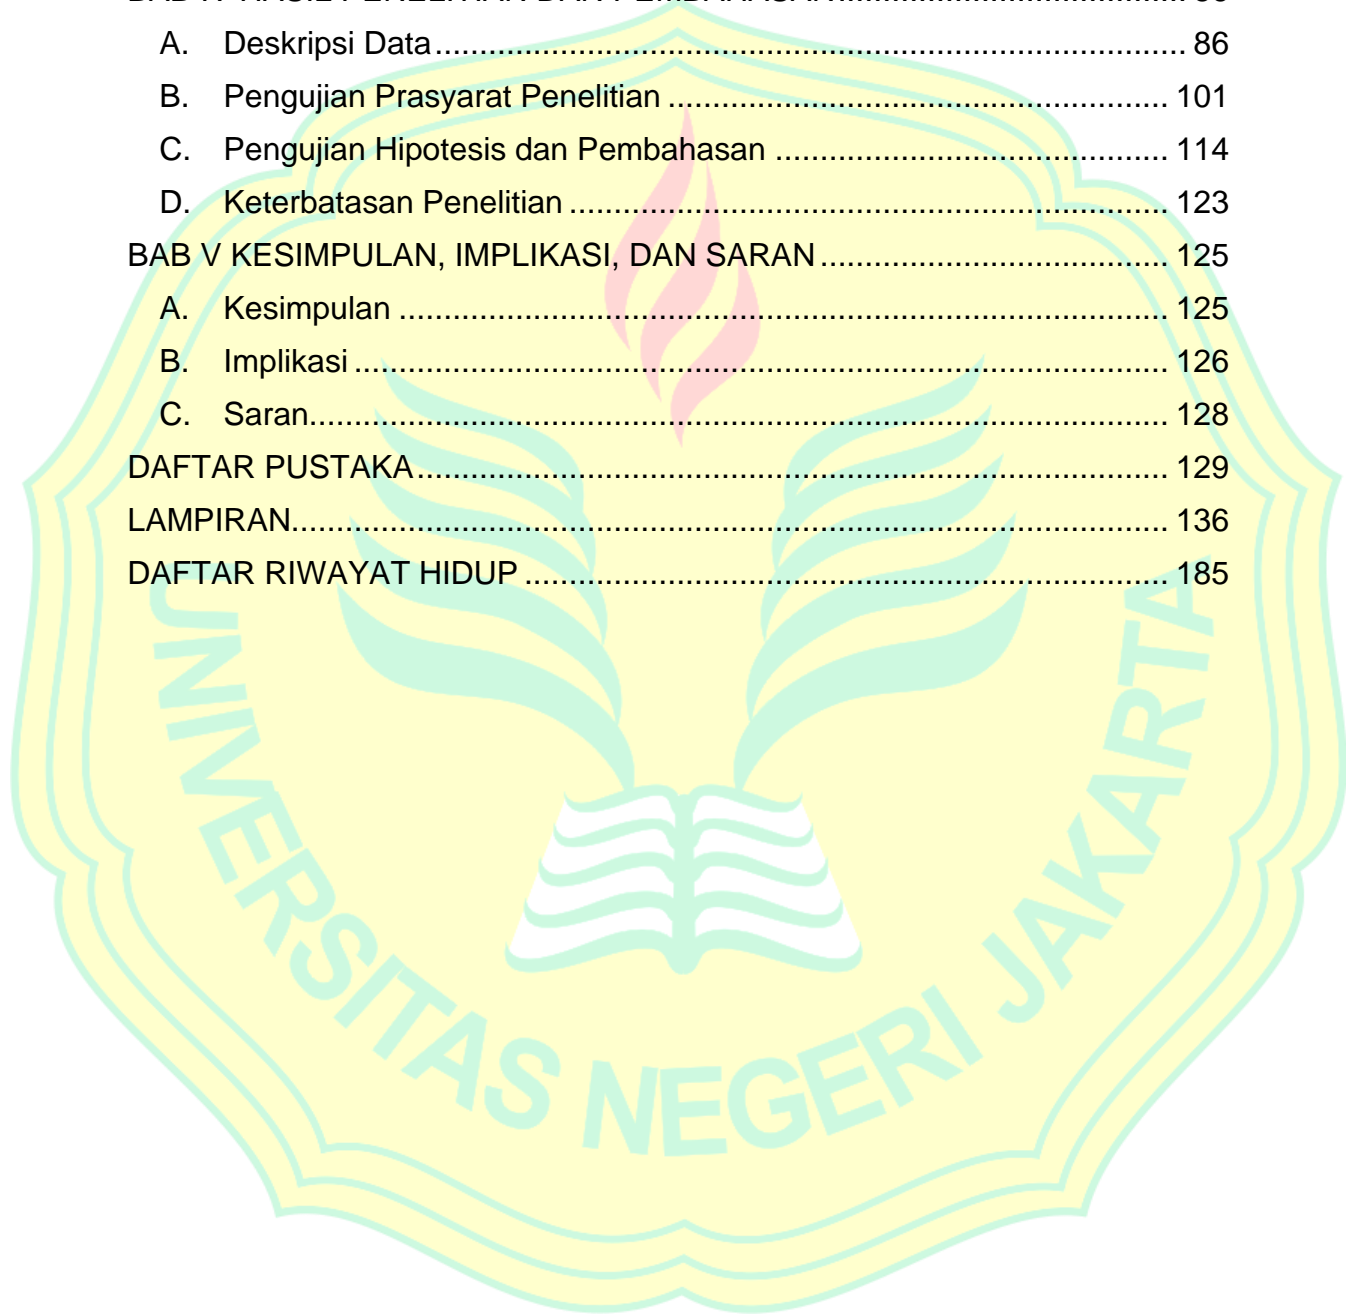 A. Deskripsi Data ........................................................................................ 86
B. Pengujian Prasyarat Penelitian ......................................................... 101
C. Pengujian Hipotesis dan Pembahasan ............................................. 114
D. Keterbatasan Penelitian .................................................................... 123
BAB V KESIMPULAN, IMPLIKASI, DAN SARAN ........................................ 125
A. Kesimpulan ....................................................................................... 125
B. Implikasi ............................................................................................ 126
C. Saran................................................................................................. 128
DAFTAR PUSTAKA ..................................................................................... 129
LAMPIRAN................................................................................................... 136
DAFTAR RIWAYAT HIDUP ......................................................................... 185
UNIVERSITAS NEGERI JAKARTA